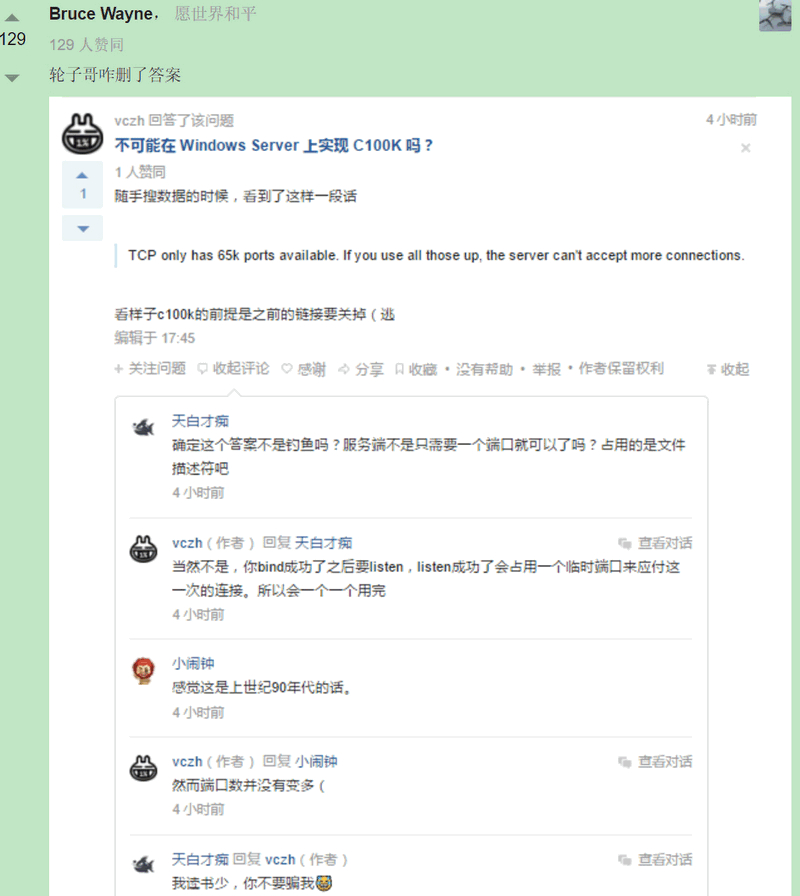 Bruce Wayne，愿世界和平
129
129 人赞同
轮子哥咋删了答案
vczh 回答了该问题
4 小时前
不可能在 Windows Server 上实现 C100K 吗？
1 人赞同
1
随手搜数据的时候，看到了这样一段话
TCP only has 65k ports available. If you use all those up, the server can't accept more connections.
看样子c100k的前提是之前的链接要关掉（逃
编辑于 17:45
+ 关注问题 收起评论 感谢 分享 收藏 • 没有帮助 • 举报 • 作者保留权利 收起
天白才痴
确定这个答案不是钓鱼吗？服务端不是只需要一个端口就可以了吗？占用的是文件
描述符吧
4 小时前
vczh（作者）回复 天白才痴 查看对话
当然不是，你bind成功了之后要listen，listen成功了会占用一个临时端口来应付这
一次的连接。所以会一个一个用完
4 小时前
小闹钟
感觉这是上世纪90年代的话。
4 小时前
vczh（作者）回复 小闹钟 查看对话
然而端口数并没有变多（
4 小时前
天白才痴 回复 vczh（作者） 查看对话
我读书少，你不要骗我😹